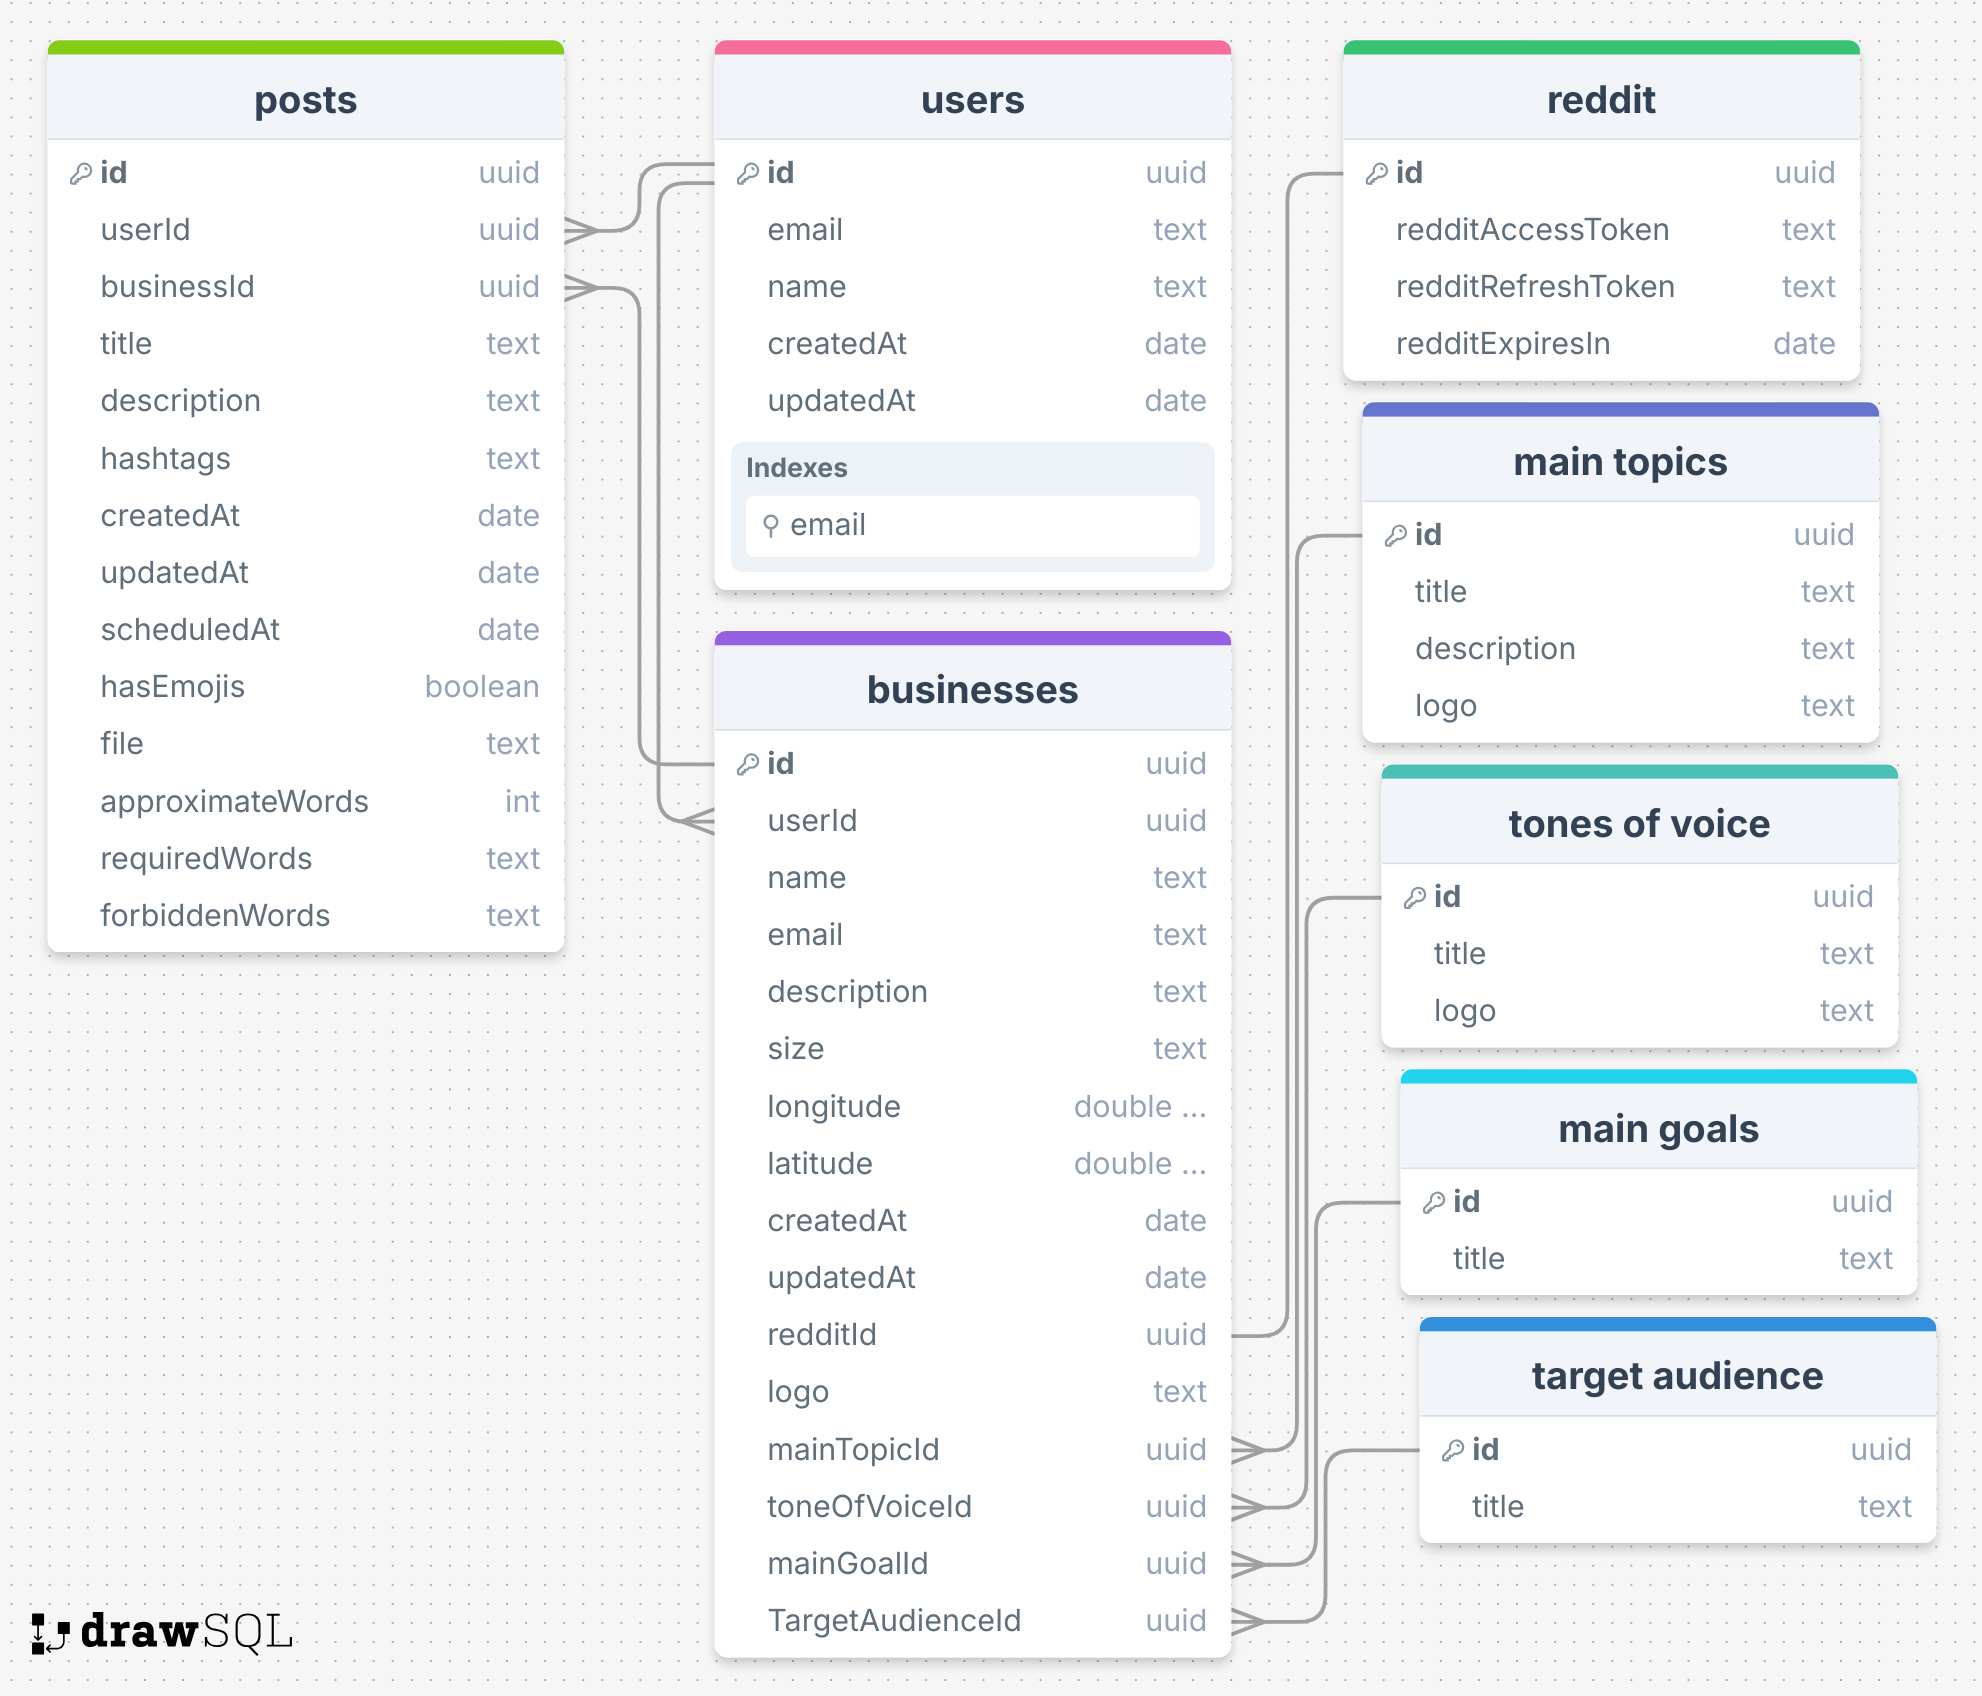 posts
id uuid
userId uuid
businessId uuid
title text
description text
hashtags text
createdAt date
updatedAt date
scheduledAt date
hasEmojis boolean
file text
approximateWords int
requiredWords text
forbiddenWords text
users
id uuid
email text
name text
createdAt date
updatedAt date
Indexes
email
businesses
id uuid
userId uuid
name text
email text
description text
size text
longitude double ...
latitude double ...
createdAt date
updatedAt date
redditId uuid
logo text
mainTopicId uuid
toneOfVoiceId uuid
mainGoalId uuid
TargetAudienceId uuid
reddit
id uuid
redditAccessToken text
redditRefreshToken text
redditExpiresIn date
main topics
id uuid
title text
description text
logo text
tones of voice
id uuid
title text
logo text
main goals
id uuid
title text
target audience
id uuid
title text
drawSQL